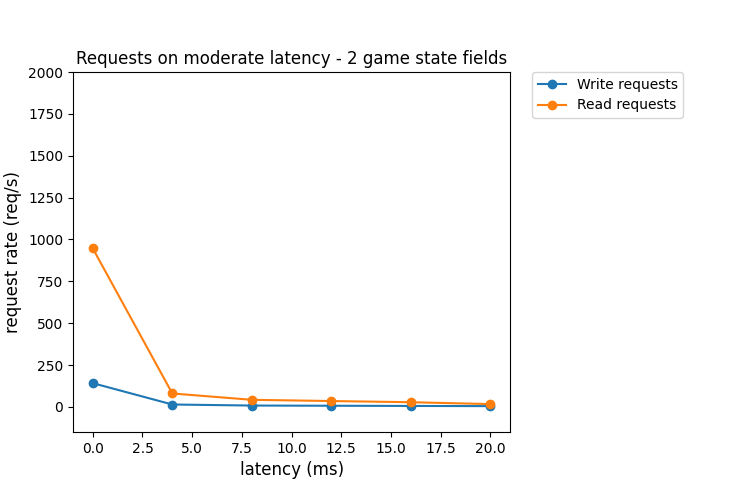 Requests on moderate latency - 2 game state fields
Write requests
Read requests
request rate (req/s)
2000
1750
1500
1250
1000
750
500
250
0
0.0 2.5 5.0 7.5 10.0 12.5 15.0 17.5 20.0
latency (ms)